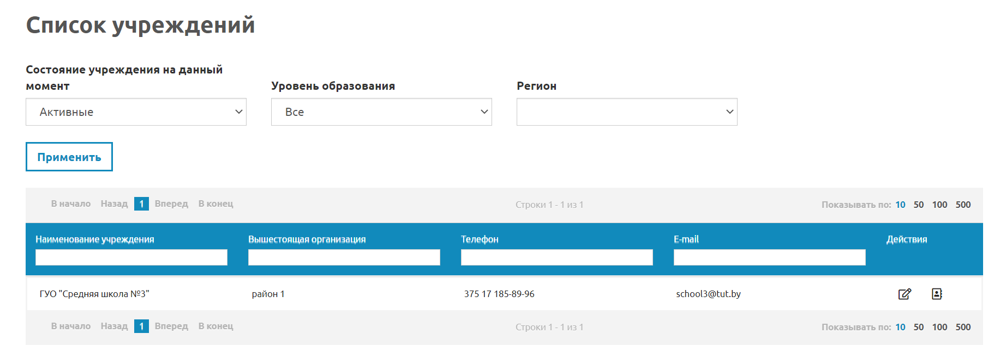 Список учреждений
Состояние учреждения на данный
момент
Уровень образования
Регион
Активные
Все
Применить
В начало Назад 1 Вперед В конец
Строки 1 - 1 из 1
Показывать по: 10 50 100 500
Наименование учреждения
Вышестоящая организация
Телефон
E-mail
Действия
ГУО "Средняя школа №3"
район 1
375 17 185-89-96
school3@tut.by
В начало Назад 1 Вперед В конец
Строки 1 - 1 из 1
Показывать по: 10 50 100 500